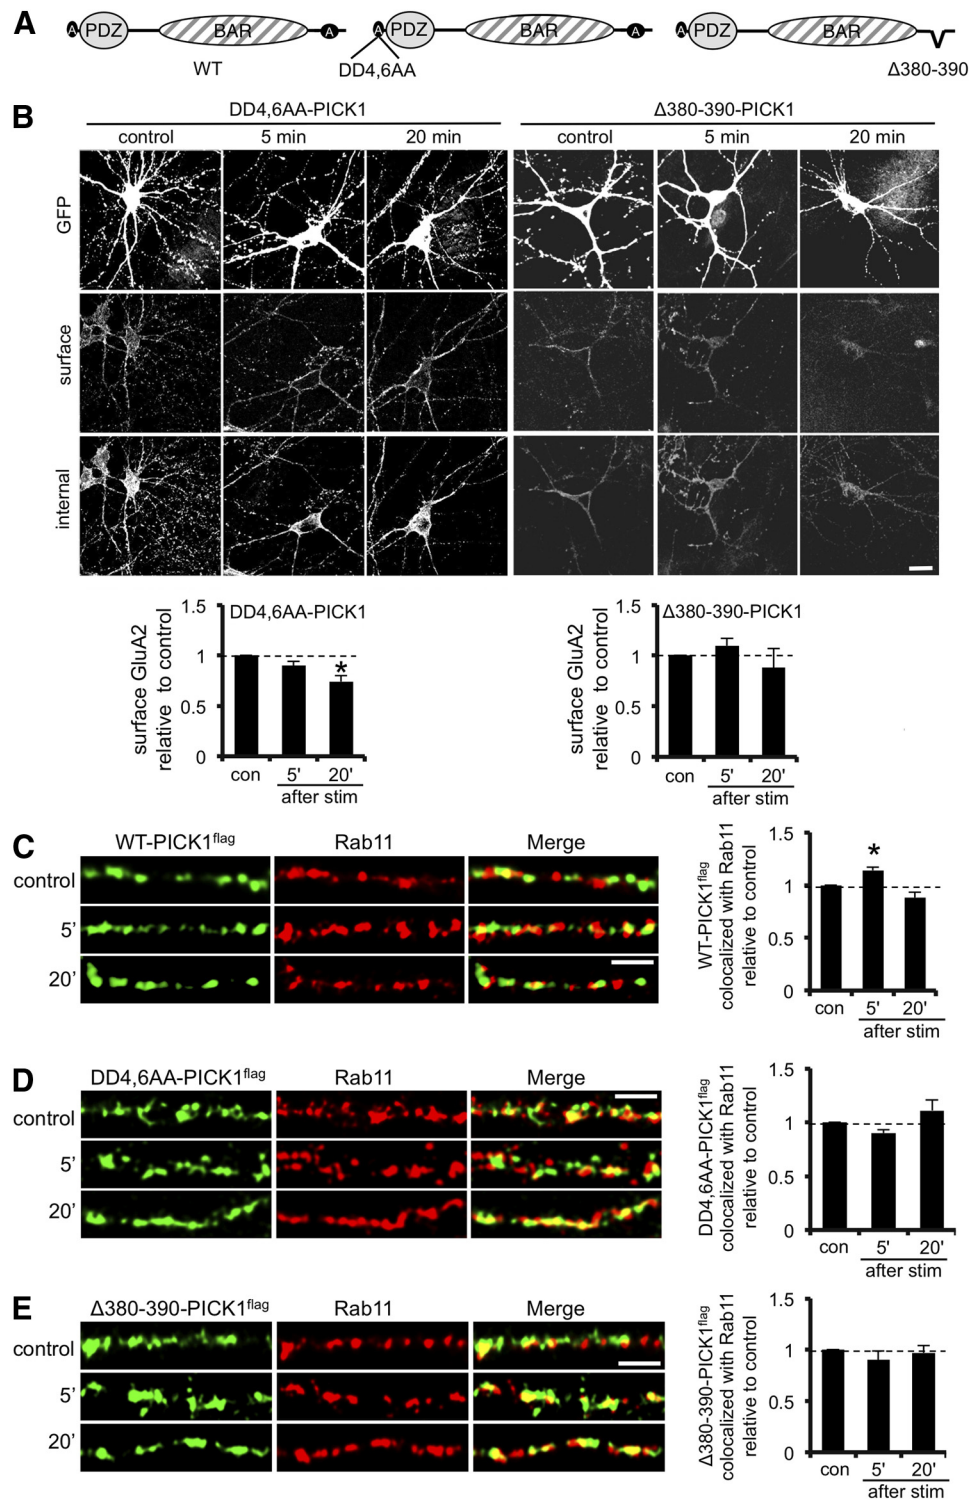 A
A PDZ BAR A
WT
A PDZ BAR A
DD4,6AA
A PDZ BAR
Δ380-390
B
DD4,6AA-PICK1
Δ380-390-PICK1
control 5 min 20 min control 5 min 20 min
GFP
surface
internal
surface GluA2
relative to control
DD4,6AA-PICK1
1.5
1
0.5
0
*
con 5' 20'
after stim
surface GluA2
relative to control
Δ380-390-PICK1
1.5
1
0.5
0
con 5' 20'
after stim
C
WT-PICK1flag Rab11 Merge
control
5'
20'
WT-PICK1flag
colocalized with Rab11
relative to control
1.5
1
0.5
0
*
con 5' 20'
after stim
D
DD4,6AA-PICK1flag Rab11 Merge
control
5'
20'
DD4,6AA-PICK1flag
colocalized with Rab11
relative to control
1.5
1
0.5
0
con 5' 20'
after stim
E
Δ380-390-PICK1flag Rab11 Merge
control
5'
20'
Δ380-390-PICK1flag
colocalized with Rab11
relative to control
1.5
1
0.5
0
con 5' 20'
after stim